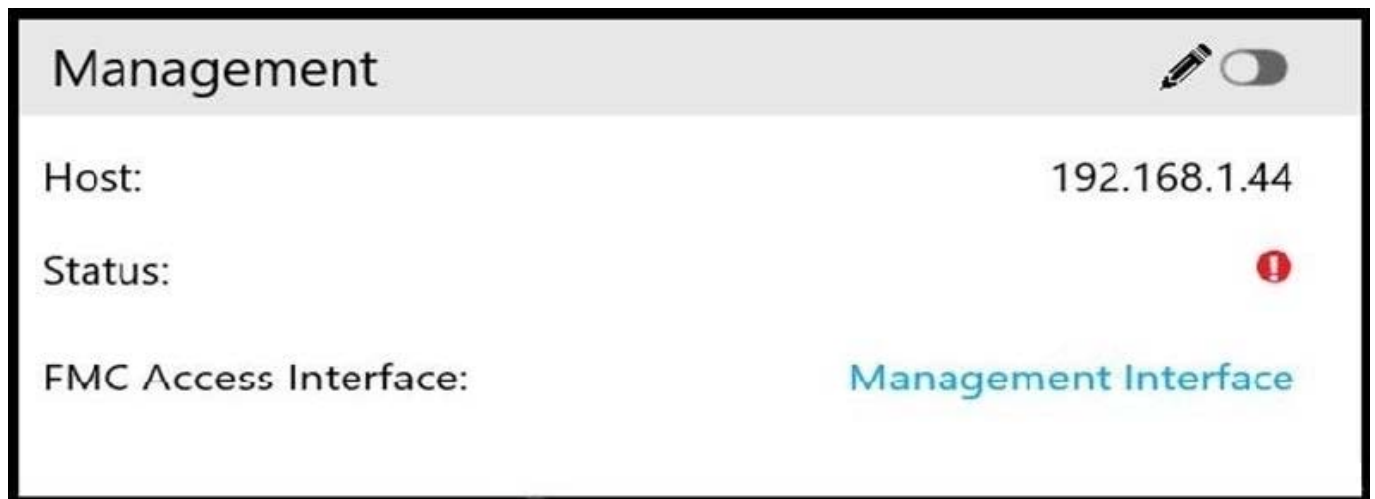 Management
Host: 192.168.1.44
Status:
FMC Access Interface: Management Interface